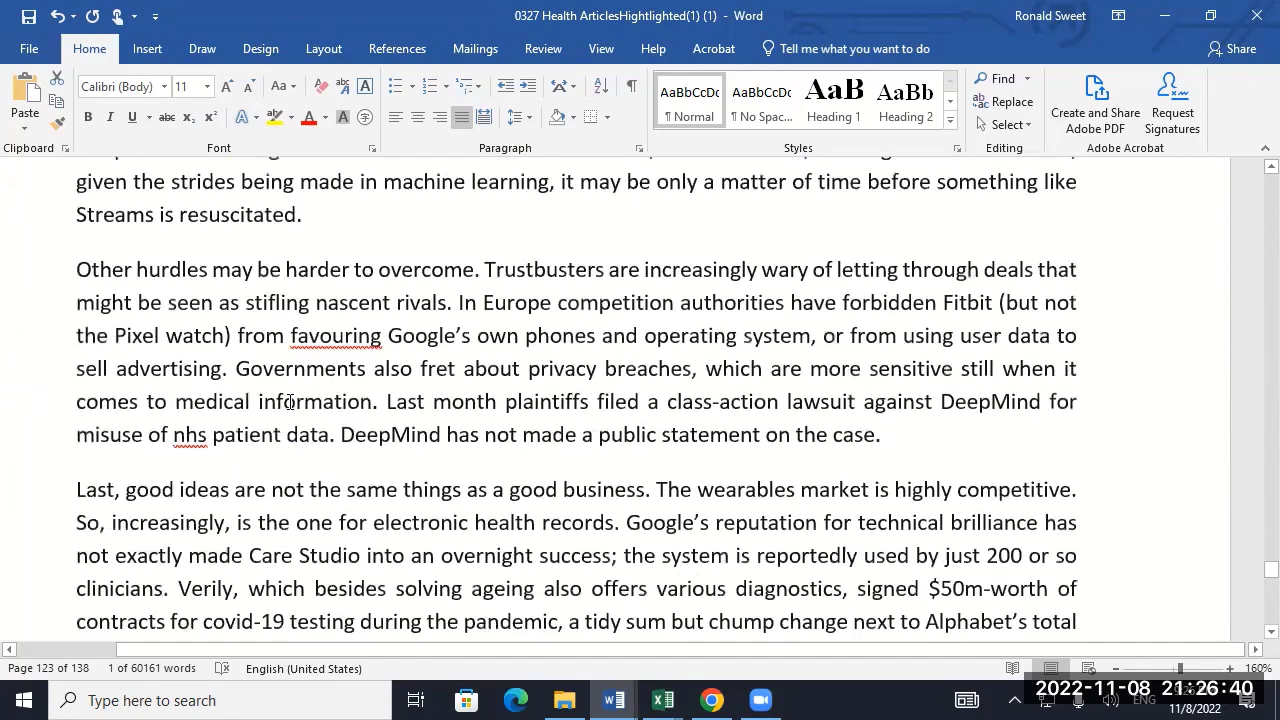 0327 Health ArticlesHightlighted(1) (1) - Word
Ronald Sweet
File Home Insert Draw Design Layout References Mailings Review View Help Acrobat Tell me what you want to do Share
Paste
Calibri (Body) 11
Find
Replace
Select
AaBbCcDc AaBbCcDc AaB AaBb
¶ Normal ¶ No Spac... Heading 1 Heading 2
Create and Share
Adobe PDF
Request
Signatures
Clipboard Font Paragraph Styles Editing Adobe Acrobat
given the strides being made in machine learning, it may be only a matter of time before something like
Streams is resuscitated.
Other hurdles may be harder to overcome. Trustbusters are increasingly wary of letting through deals that
might be seen as stifling nascent rivals. In Europe competition authorities have forbidden Fitbit (but not
the Pixel watch) from favouring Google’s own phones and operating system, or from using user data to
sell advertising. Governments also fret about privacy breaches, which are more sensitive still when it
comes to medical information. Last month plaintiffs filed a class-action lawsuit against DeepMind for
misuse of nhs patient data. DeepMind has not made a public statement on the case.
Last, good ideas are not the same things as a good business. The wearables market is highly competitive.
So, increasingly, is the one for electronic health records. Google’s reputation for technical brilliance has
not exactly made Care Studio into an overnight success; the system is reportedly used by just 200 or so
clinicians. Verily, which besides solving ageing also offers various diagnostics, signed $50m-worth of
contracts for covid-19 testing during the pandemic, a tidy sum but chump change next to Alphabet’s total
Page 123 of 138 1 of 60161 words English (United States) 160%
Type here to search
2022-11-08 21:26:40
ENG
11/8/2022